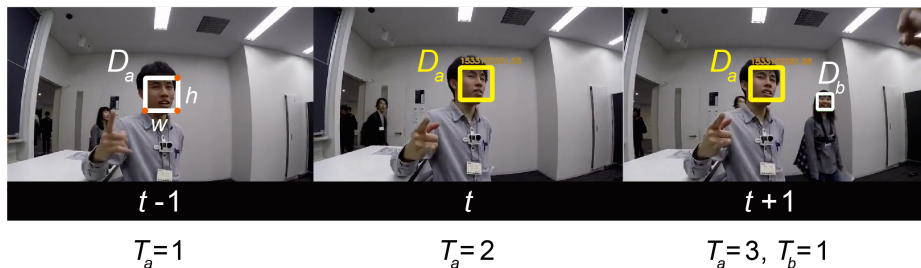 D_a h w
D_a
D_a D_b
t-1 t t+1
T_a=1 T_a=2 T_a=3, T_b=1